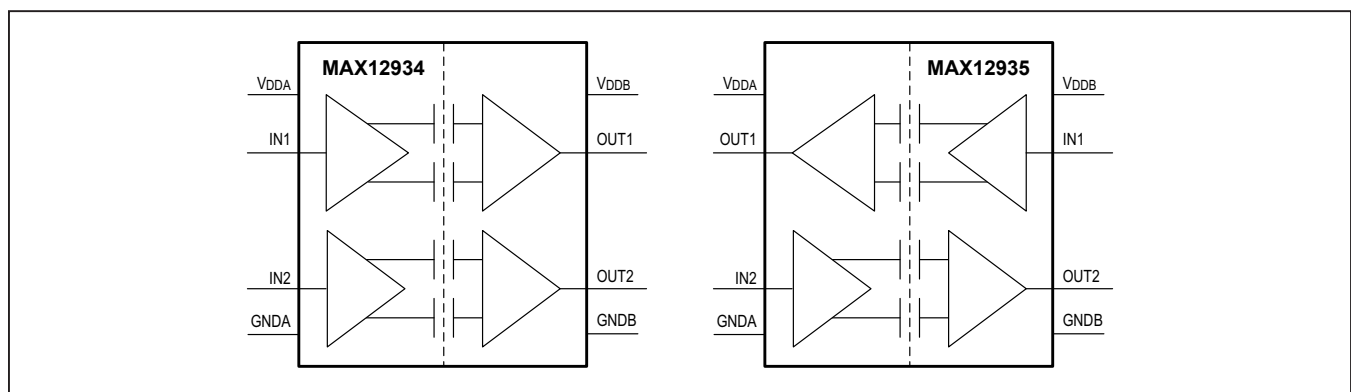 MAX12934
VDDA
VDDB
IN1
OUT1
IN2
OUT2
GNDA
GNDB
MAX12935
VDDA
VDDB
OUT1
IN1
IN2
OUT2
GNDA
GNDB